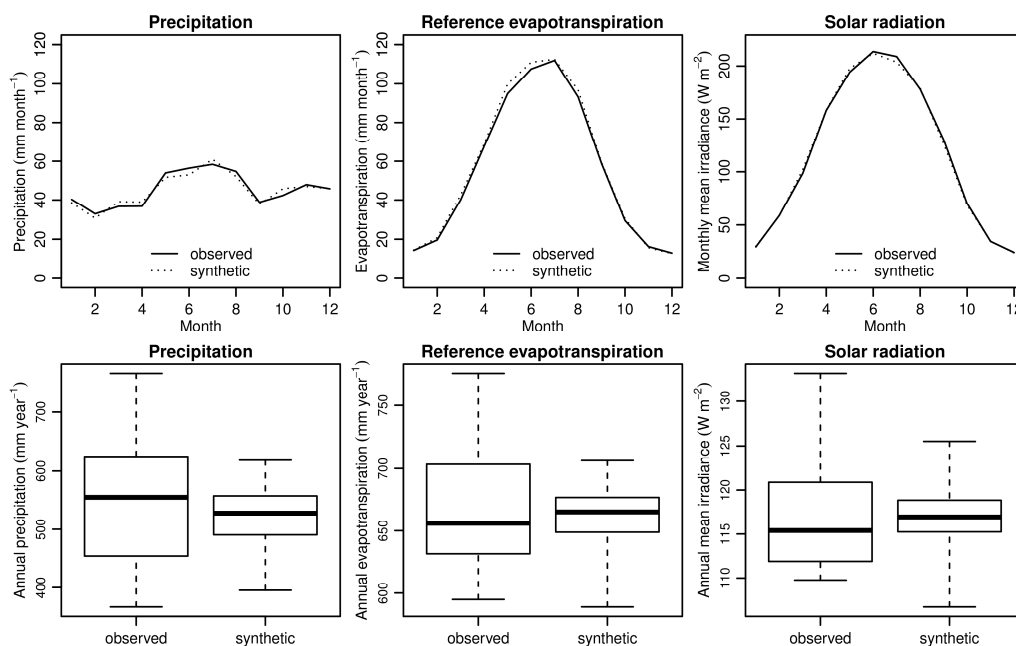 Precipitation
Precipitation (mm month−1)
0
20
40
60
80
100
120
observed
synthetic
2
4
6
8
10
12
Month
Reference evapotranspiration
Evapotranspiration (mm month−1)
0
20
40
60
80
100
120
observed
synthetic
2
4
6
8
10
12
Month
Solar radiation
Monthly mean irradiance (W m−2)
0
50
100
150
200
observed
synthetic
2
4
6
8
10
12
Month
Precipitation
Annual precipitation (mm year−1)
400
500
600
700
observed
synthetic
Reference evapotranspiration
Annual evapotranspiration (mm year−1)
600
650
700
750
observed
synthetic
Solar radiation
Annual mean irradiance (W m−2)
110
115
120
125
130
observed
synthetic